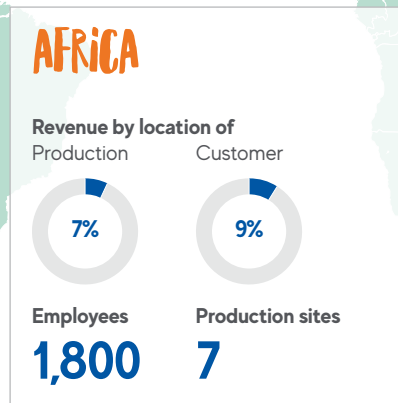 AFRiCA
Revenue by location of
Production Customer
7% 9%
Employees Production sites
1,800 7